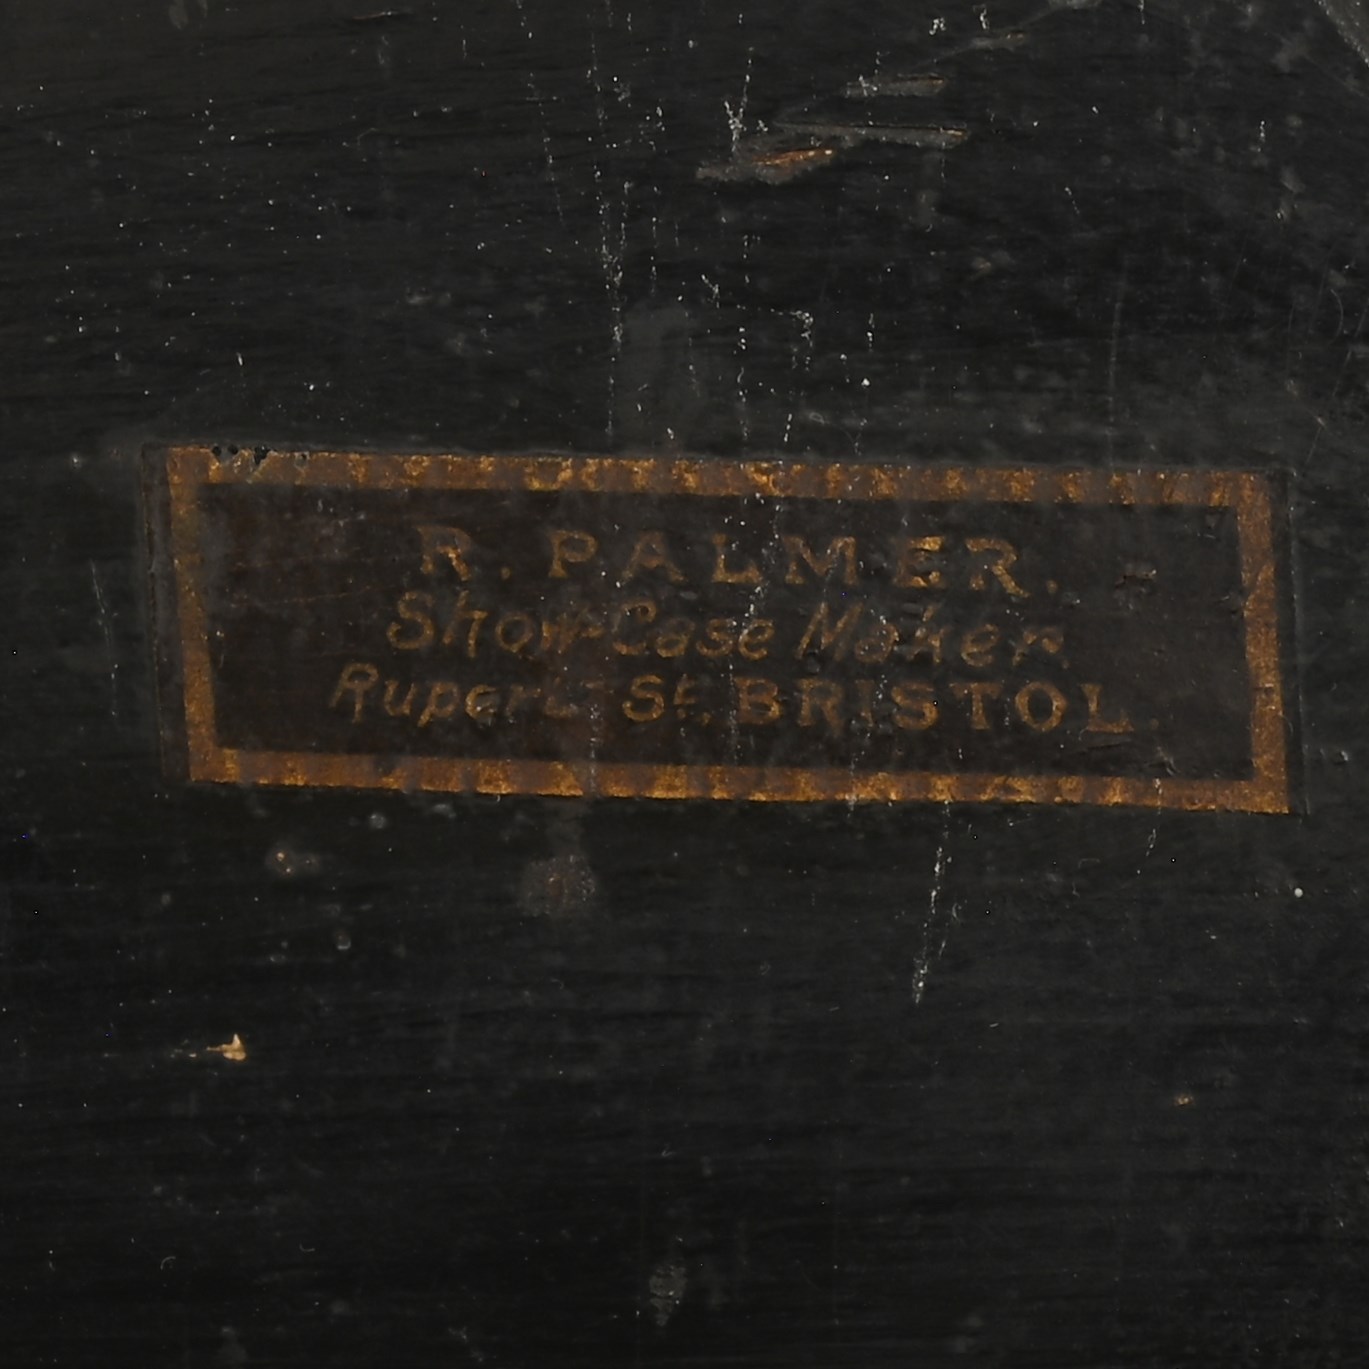 R. PALMER.
Show-Case Maker.
Rupert St. BRISTOL.